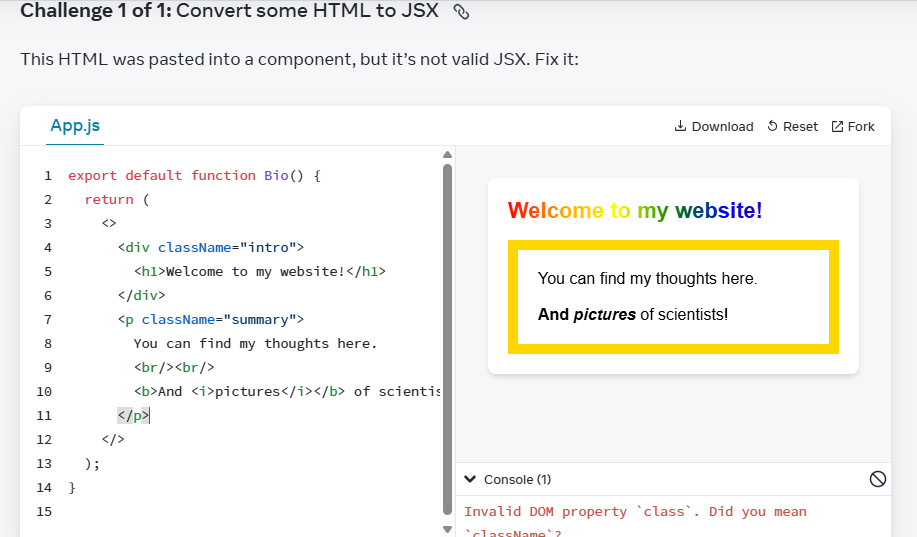 Challenge 1 of 1: Convert some HTML to JSX
This HTML was pasted into a component, but it’s not valid JSX. Fix it:
App.js
Download Reset Fork
1 export default function Bio() {
2 return (
3 <>
4 <div className="intro">
5 <h1>Welcome to my website!</h1>
6 </div>
7 <p className="summary">
8 You can find my thoughts here.
9 <br/><br/>
10 <b>And <i>pictures</i></b> of scientis
11 </p>
12 </>
13 );
14 }
15
Welcome to my website!
You can find my thoughts here.
And pictures of scientists!
Console (1)
Invalid DOM property `class`. Did you mean
`className`?